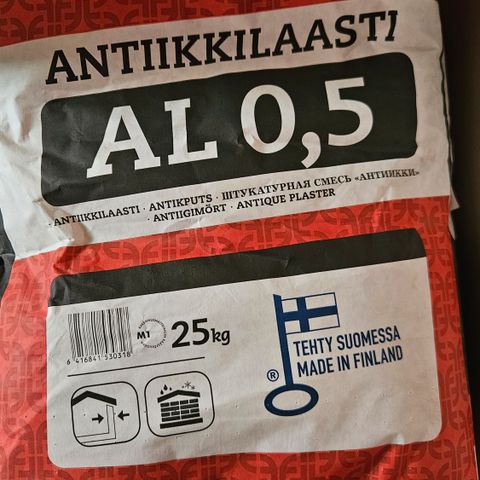 ANTIIKKILAASTI
AL 0,5
· ANTIIKKILAASTI · ANTIKPUTS · ШТУКАТУРНАЯ СМЕСЬ «АНТИИККИ»
· ANTIIGIMÖRT · ANTIQUE PLASTER
M1
25kg
6 416841 530318
TEHTY SUOMESSA
® MADE IN FINLAND